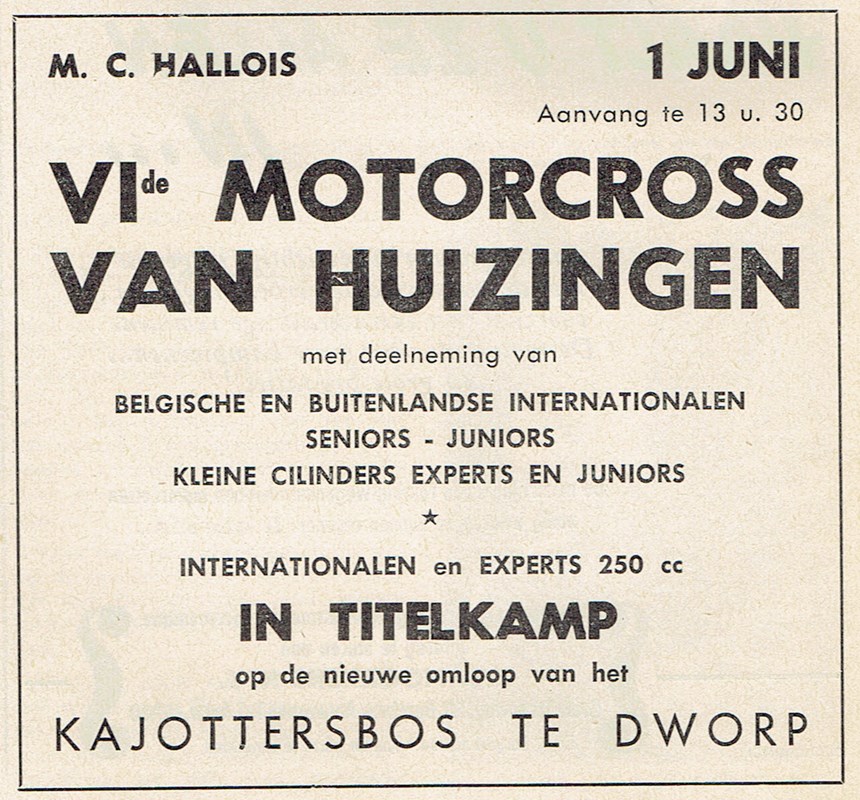 M. C. HALLOIS 1 JUNI
Aanvang te 13 u. 30
VIde MOTORCROSS
VAN HUIZINGEN
met deelneming van
BELGISCHE EN BUITENLANDSE INTERNATIONALEN
SENIORS - JUNIORS
KLEINE CILINDERS EXPERTS EN JUNIORS
★
INTERNATIONALEN en EXPERTS 250 cc
IN TITELKAMP
op de nieuwe omloop van het
KAJOTTERSBOS TE DWORP